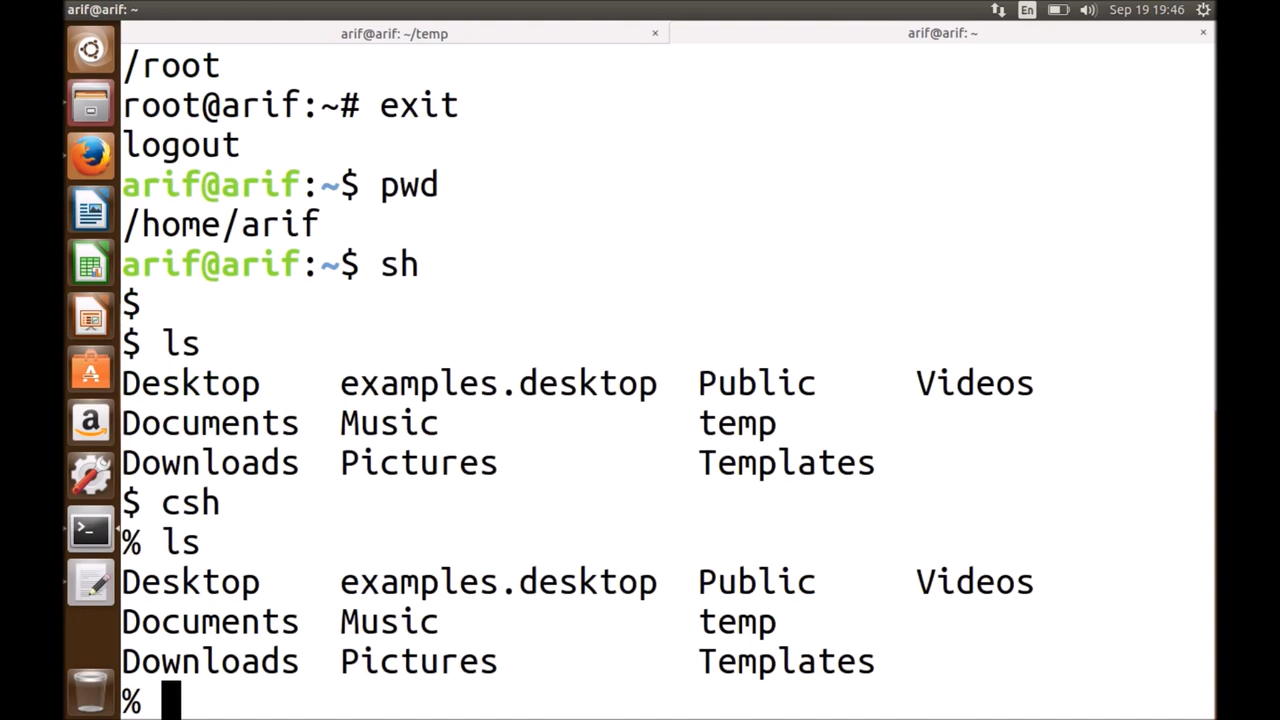 arif@arif: ~
En
Sep 19 19:46
arif@arif: ~/temp ×
arif@arif: ~ ×
/root
root@arif:~# exit
logout
arif@arif:~$ pwd
/home/arif
arif@arif:~$ sh
$
$ ls
Desktop examples.desktop Public Videos
Documents Music temp
Downloads Pictures Templates
$ csh
% ls
Desktop examples.desktop Public Videos
Documents Music temp
Downloads Pictures Templates
%